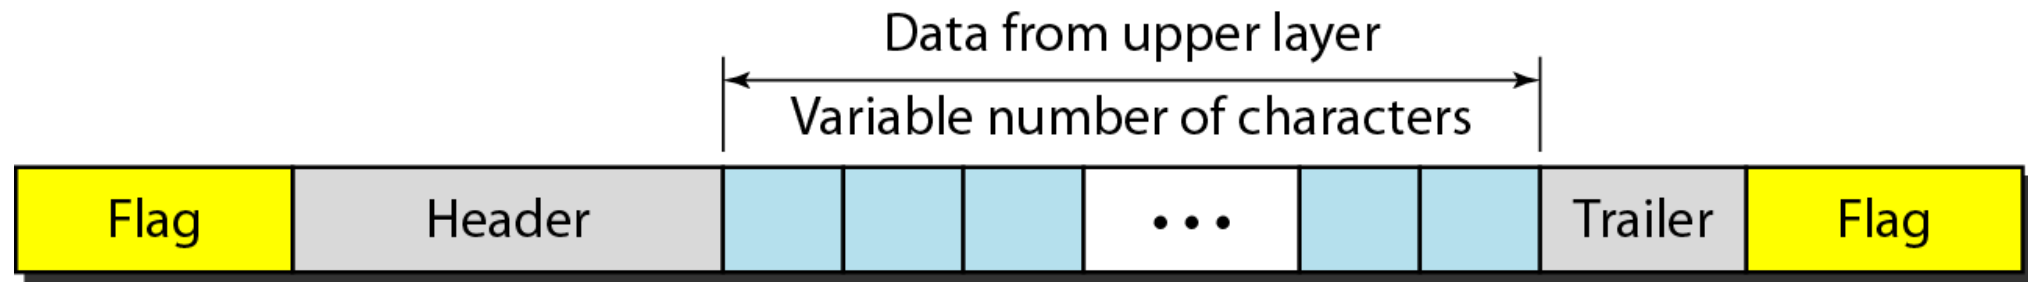 Data from upper layer
Variable number of characters
Flag Header ••• Trailer Flag